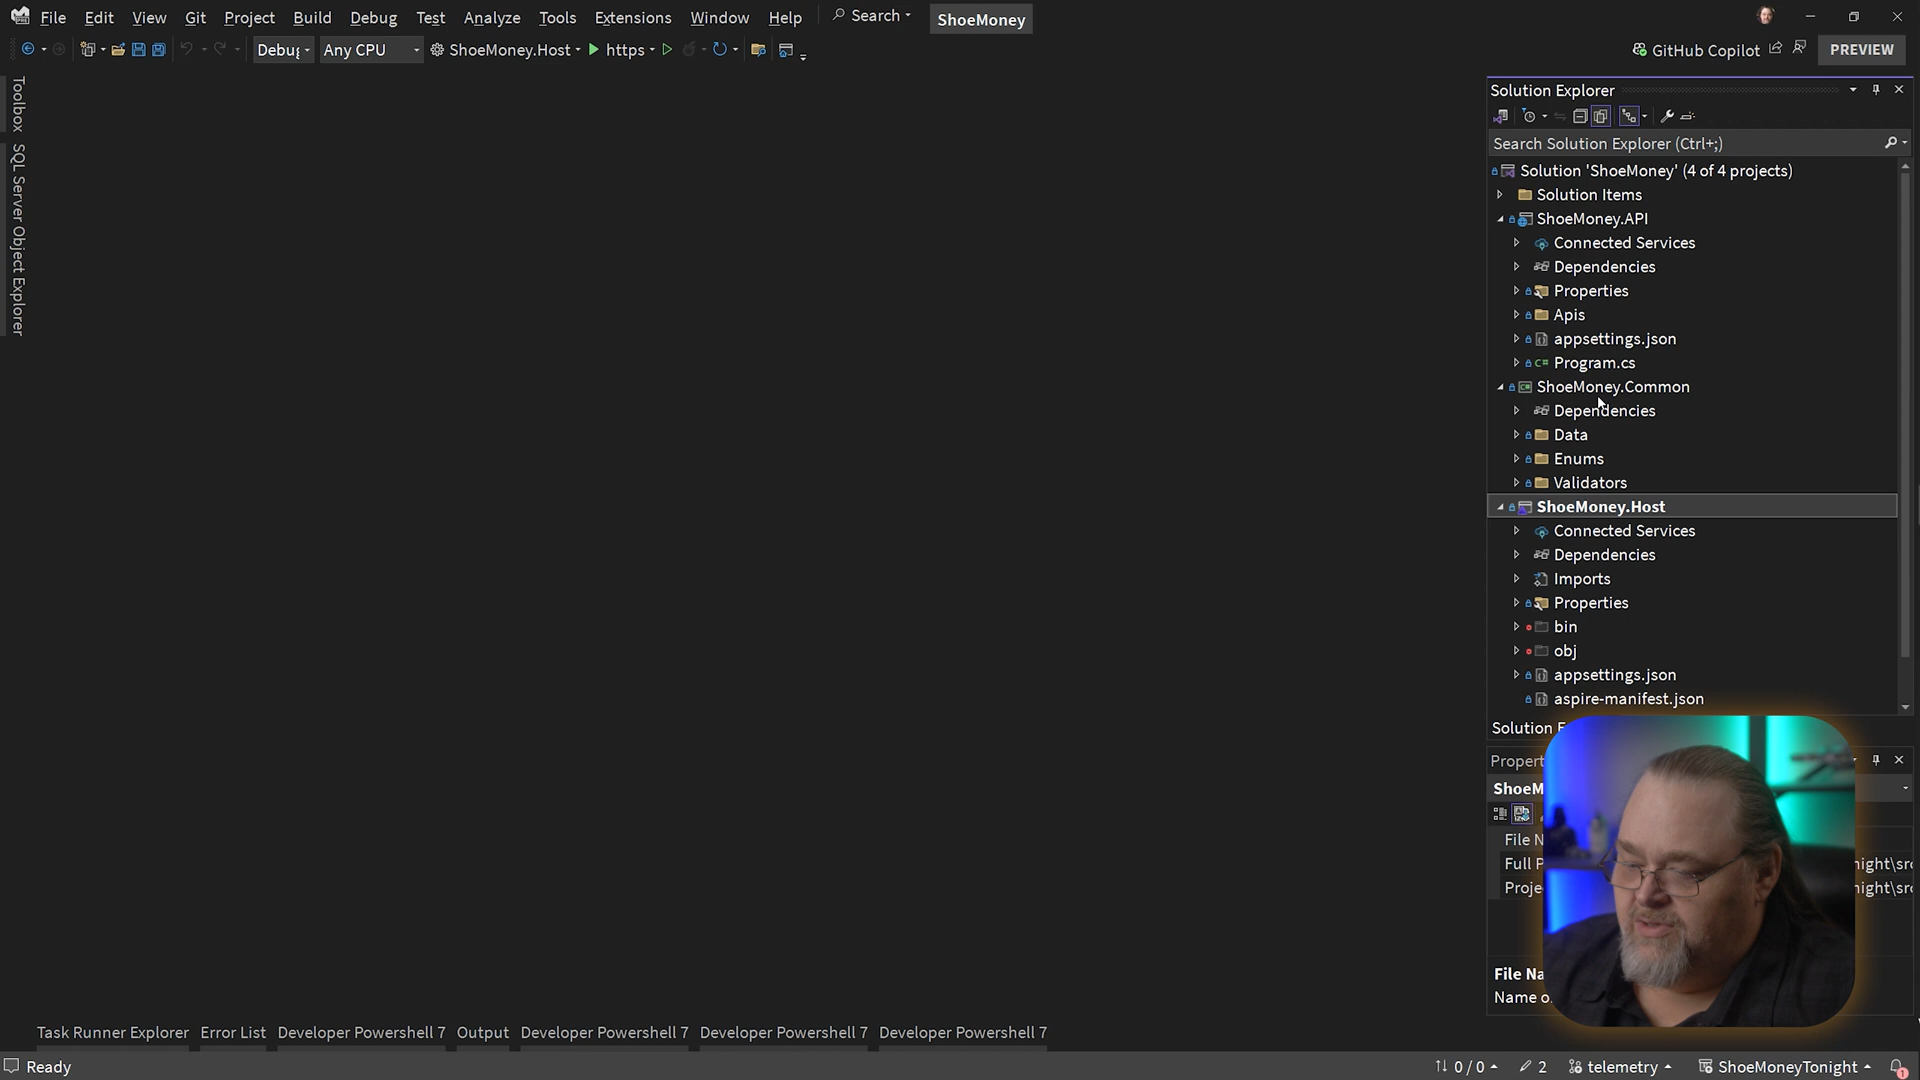 File Edit View Git Project Build Debug Test Analyze Tools Extensions Window Help Search ShoeMoney
Debug Any CPU ShoeMoney.Host https GitHub Copilot PREVIEW
Toolbox
SQL Server Object Explorer
Solution Explorer
Search Solution Explorer (Ctrl+;)
Solution 'ShoeMoney' (4 of 4 projects)
Solution Items
ShoeMoney.API
Connected Services
Dependencies
Properties
Apis
appsettings.json
Program.cs
ShoeMoney.Common
Dependencies
Data
Enums
Validators
ShoeMoney.Host
Connected Services
Dependencies
Imports
Properties
bin
obj
appsettings.json
aspire-manifest.json
Solution
Task Runner Explorer Error List Developer Powershell 7 Output Developer Powershell 7 Developer Powershell 7 Developer Powershell 7
Ready 0 / 0 2 telemetry ShoeMoneyTonight 1